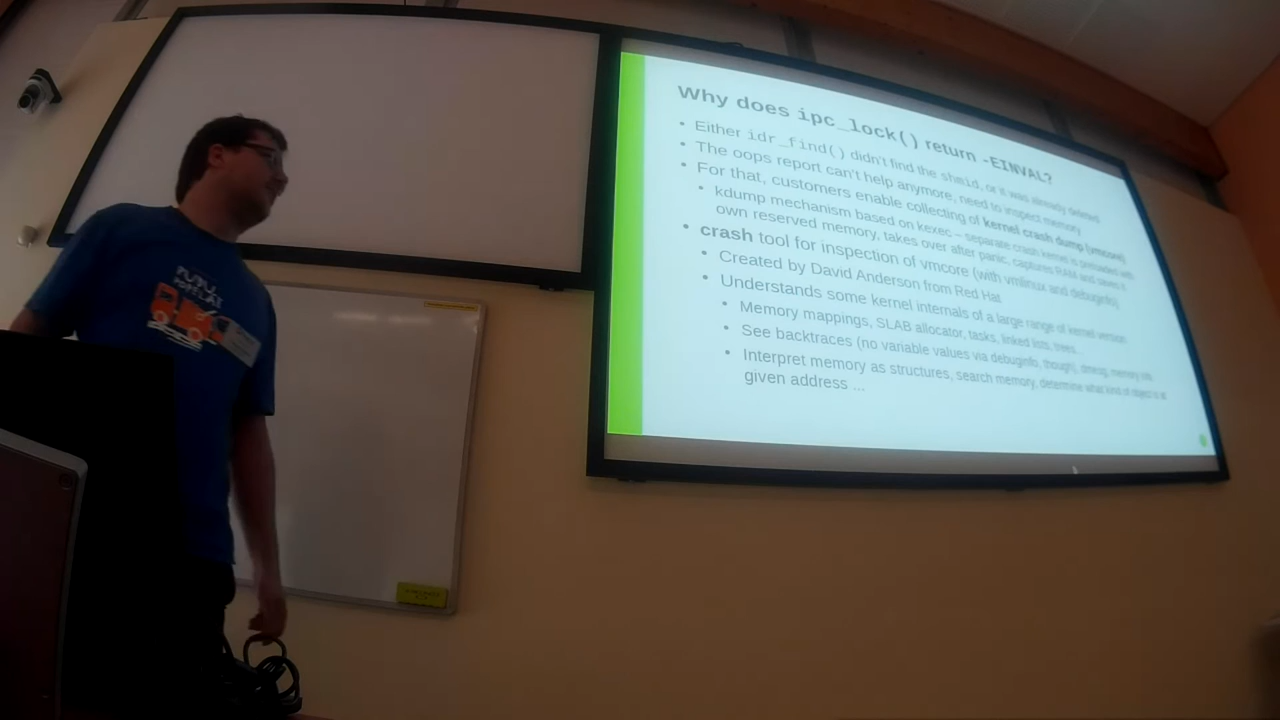 Why does ipc_lock() return -EINVAL?
• Either idr_find() didn't find the shmid, or it was already deleted
• The oops report can't help anymore, need to inspect memory
• For that, customers enable collecting of kernel crash dump (vmcore)
• kdump mechanism based on kexec – separate crash kernel is preloaded with
own reserved memory, takes over after panic, captures RAM and saves it
• crash tool for inspection of vmcore (with vmlinux and debuginfo)
• Created by David Anderson from Red Hat
• Understands some kernel internals of a large range of kernel version
• Memory mappings, SLAB allocator, tasks, linked lists, trees...
• See backtraces (no variable values via debuginfo, though), dmesg, memory info
• Interpret memory as structures, search memory, determine what kind of object is at
given address ...